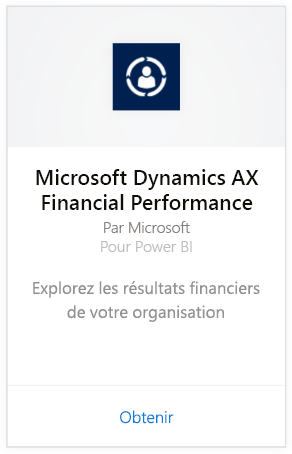 Microsoft Dynamics AX
Financial Performance
Par Microsoft
Pour Power BI
Explorez les résultats financiers
de votre organisation
Obtenir